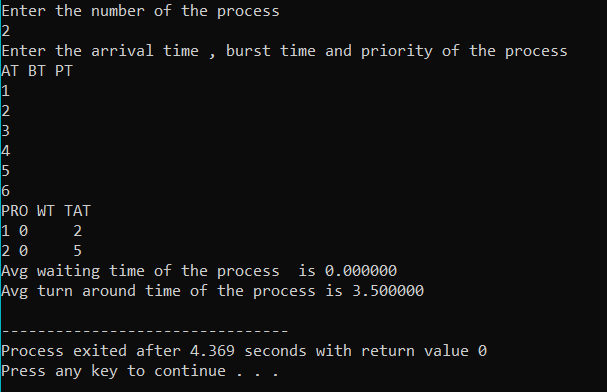 Enter the number of the process
2
Enter the arrival time , burst time and priority of the process
AT BT PT
1
2
3
4
5
6
PRO WT TAT
1 0     2
2 0     5
Avg waiting time of the process  is 0.000000
Avg turn around time of the process is 3.500000

--------------------------------
Process exited after 4.369 seconds with return value 0
Press any key to continue . . .